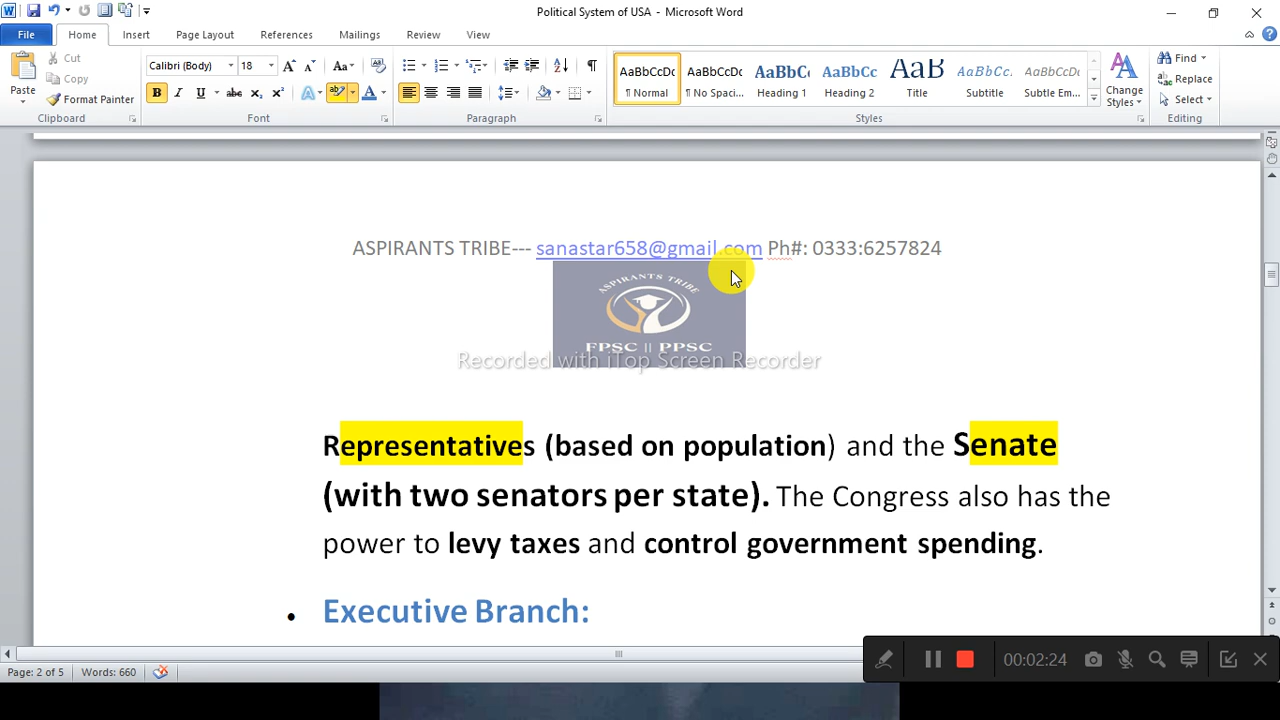 Political System of USA - Microsoft Word
File Home Insert Page Layout References Mailings Review View
Paste
Cut
Copy
Format Painter
Clipboard
Calibri (Body) 18
Font
Paragraph
AaBbCcDc AaBbCcDc AaBbC AaBbCc AaB AaBbCcL AaBbCcDc
¶ Normal ¶ No Spaci... Heading 1 Heading 2 Title Subtitle Subtle Em...
Styles
Change
Styles
Find
Replace
Select
Editing
ASPIRANTS TRIBE--- sanastar658@gmail.com Ph#: 0333:6257824
ASPIRANTS TRIBE
FPSC || PPSC
Recorded with iTop Screen Recorder
Representatives (based on population) and the Senate
(with two senators per state). The Congress also has the
power to levy taxes and control government spending.
• Executive Branch:
00:02:24
Page: 2 of 5 Words: 660